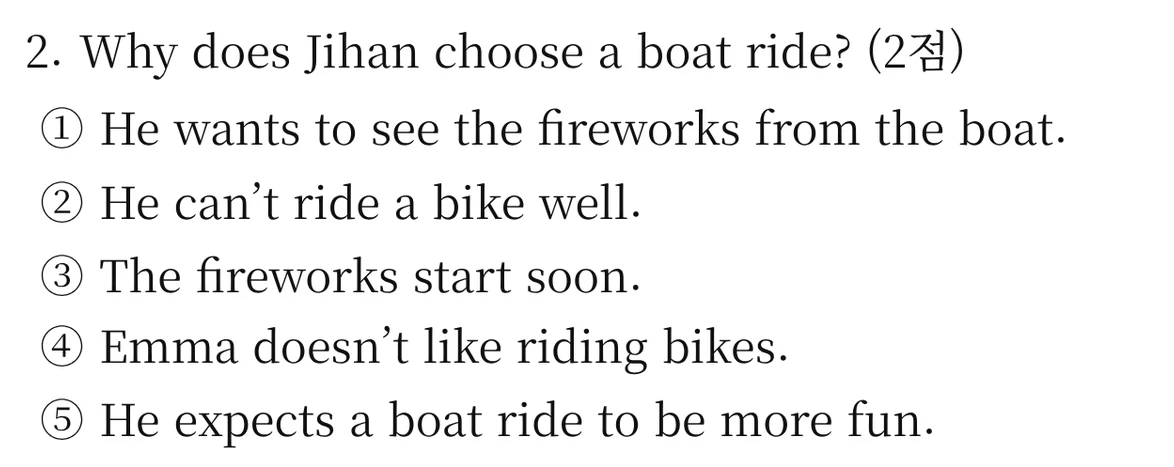 2. Why does Jihan choose a boat ride? (2점)
① He wants to see the fireworks from the boat.
② He can’t ride a bike well.
③ The fireworks start soon.
④ Emma doesn’t like riding bikes.
⑤ He expects a boat ride to be more fun.